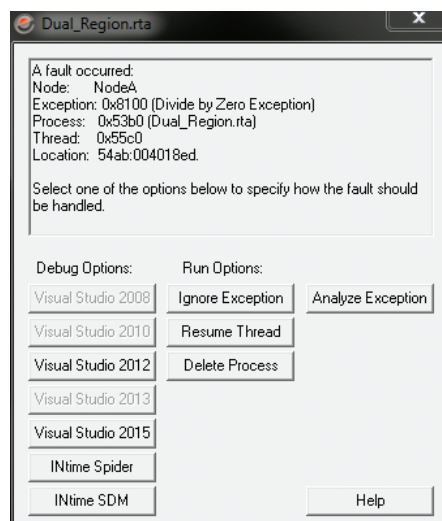 Dual_Region.rta
x
A fault occurred:
Node: NodeA
Exception: 0x8100 (Divide by Zero Exception)
Process: 0x53b0 (Dual_Region.rta)
Thread: 0x55c0
Location: 54ab:004018ed.
Select one of the options below to specify how the fault should
be handled.
Debug Options: Run Options:
Visual Studio 2008 Ignore Exception Analyze Exception
Visual Studio 2010 Resume Thread
Visual Studio 2012 Delete Process
Visual Studio 2013
Visual Studio 2015
INtime Spider
INtime SDM Help